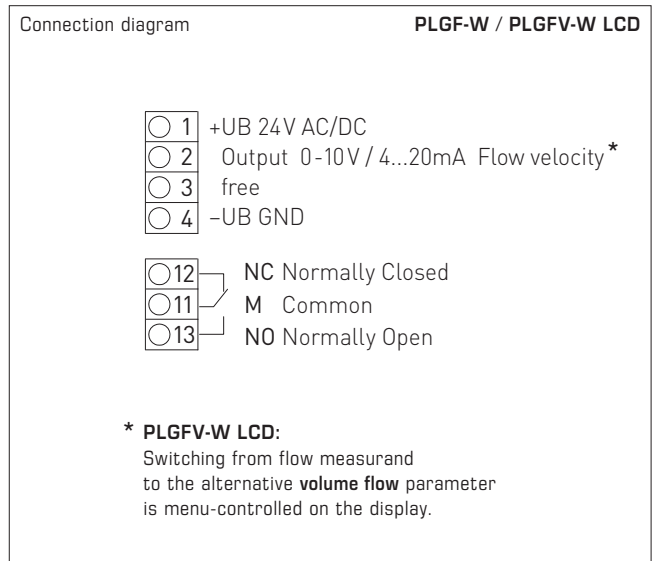 Connection diagram PLGF-W / PLGFV-W LCD
1 +UB 24V AC/DC
2 Output 0-10V / 4...20mA Flow velocity*
3 free
4 –UB GND
12 NC Normally Closed
11 M Common
13 NO Normally Open
* PLGFV-W LCD:
Switching from flow measurand
to the alternative volume flow parameter
is menu-controlled on the display.